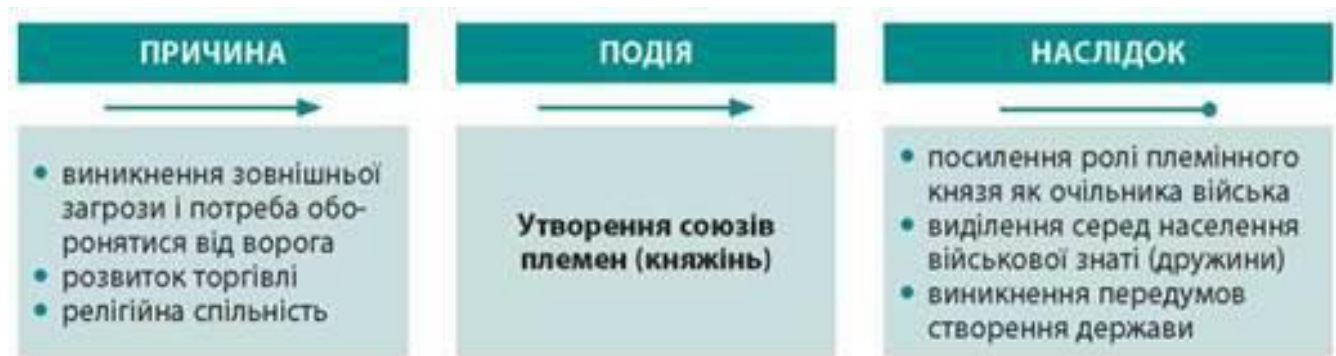 ПРИЧИНА
• виникнення зовнішньої
загрози і потреба обо-
ронятися від ворога
• розвиток торгівлі
• релігійна спільність
ПОДІЯ
Утворення союзів
племен (княжінь)
НАСЛІДОК
• посилення ролі племінного
князя як очільника війська
• виділення серед населення
військової знаті (дружини)
• виникнення передумов
створення держави